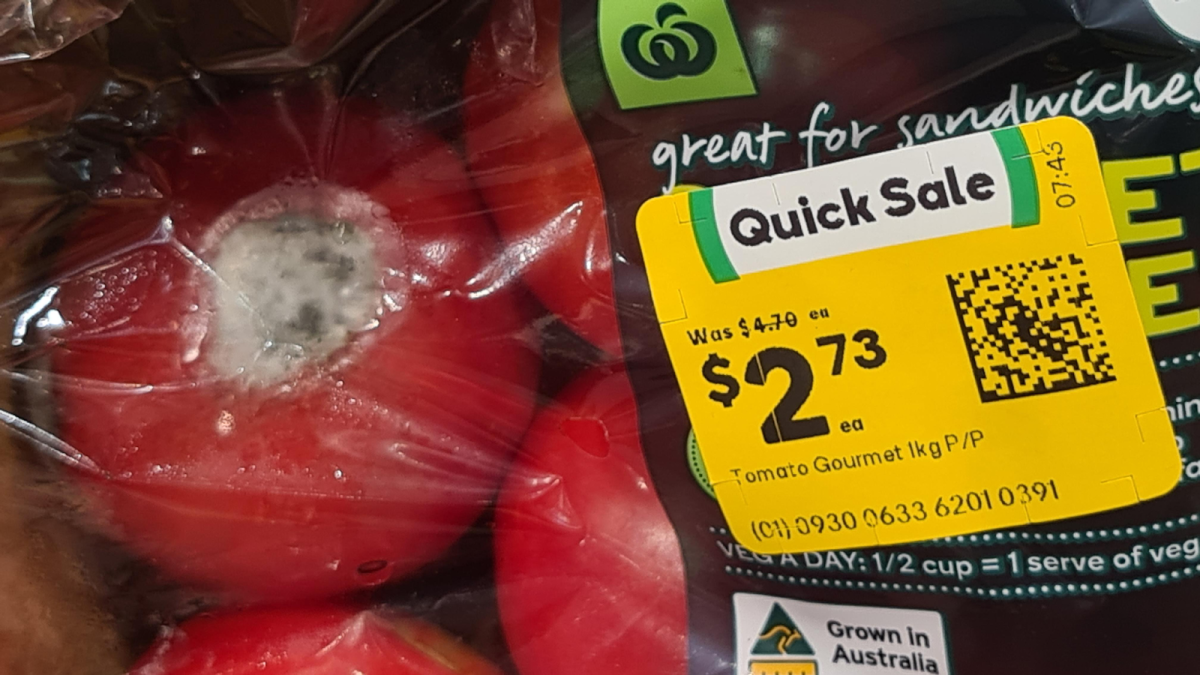 great for sandwiches
Quick Sale
07:43
Was $4.70 ea
$2 73
ea
Tomato Gourmet 1kg P/P
(01) 0930 0633 6201 0391
VEG A DAY: 1/2 cup = 1 serve of veg
Grown in
Australia